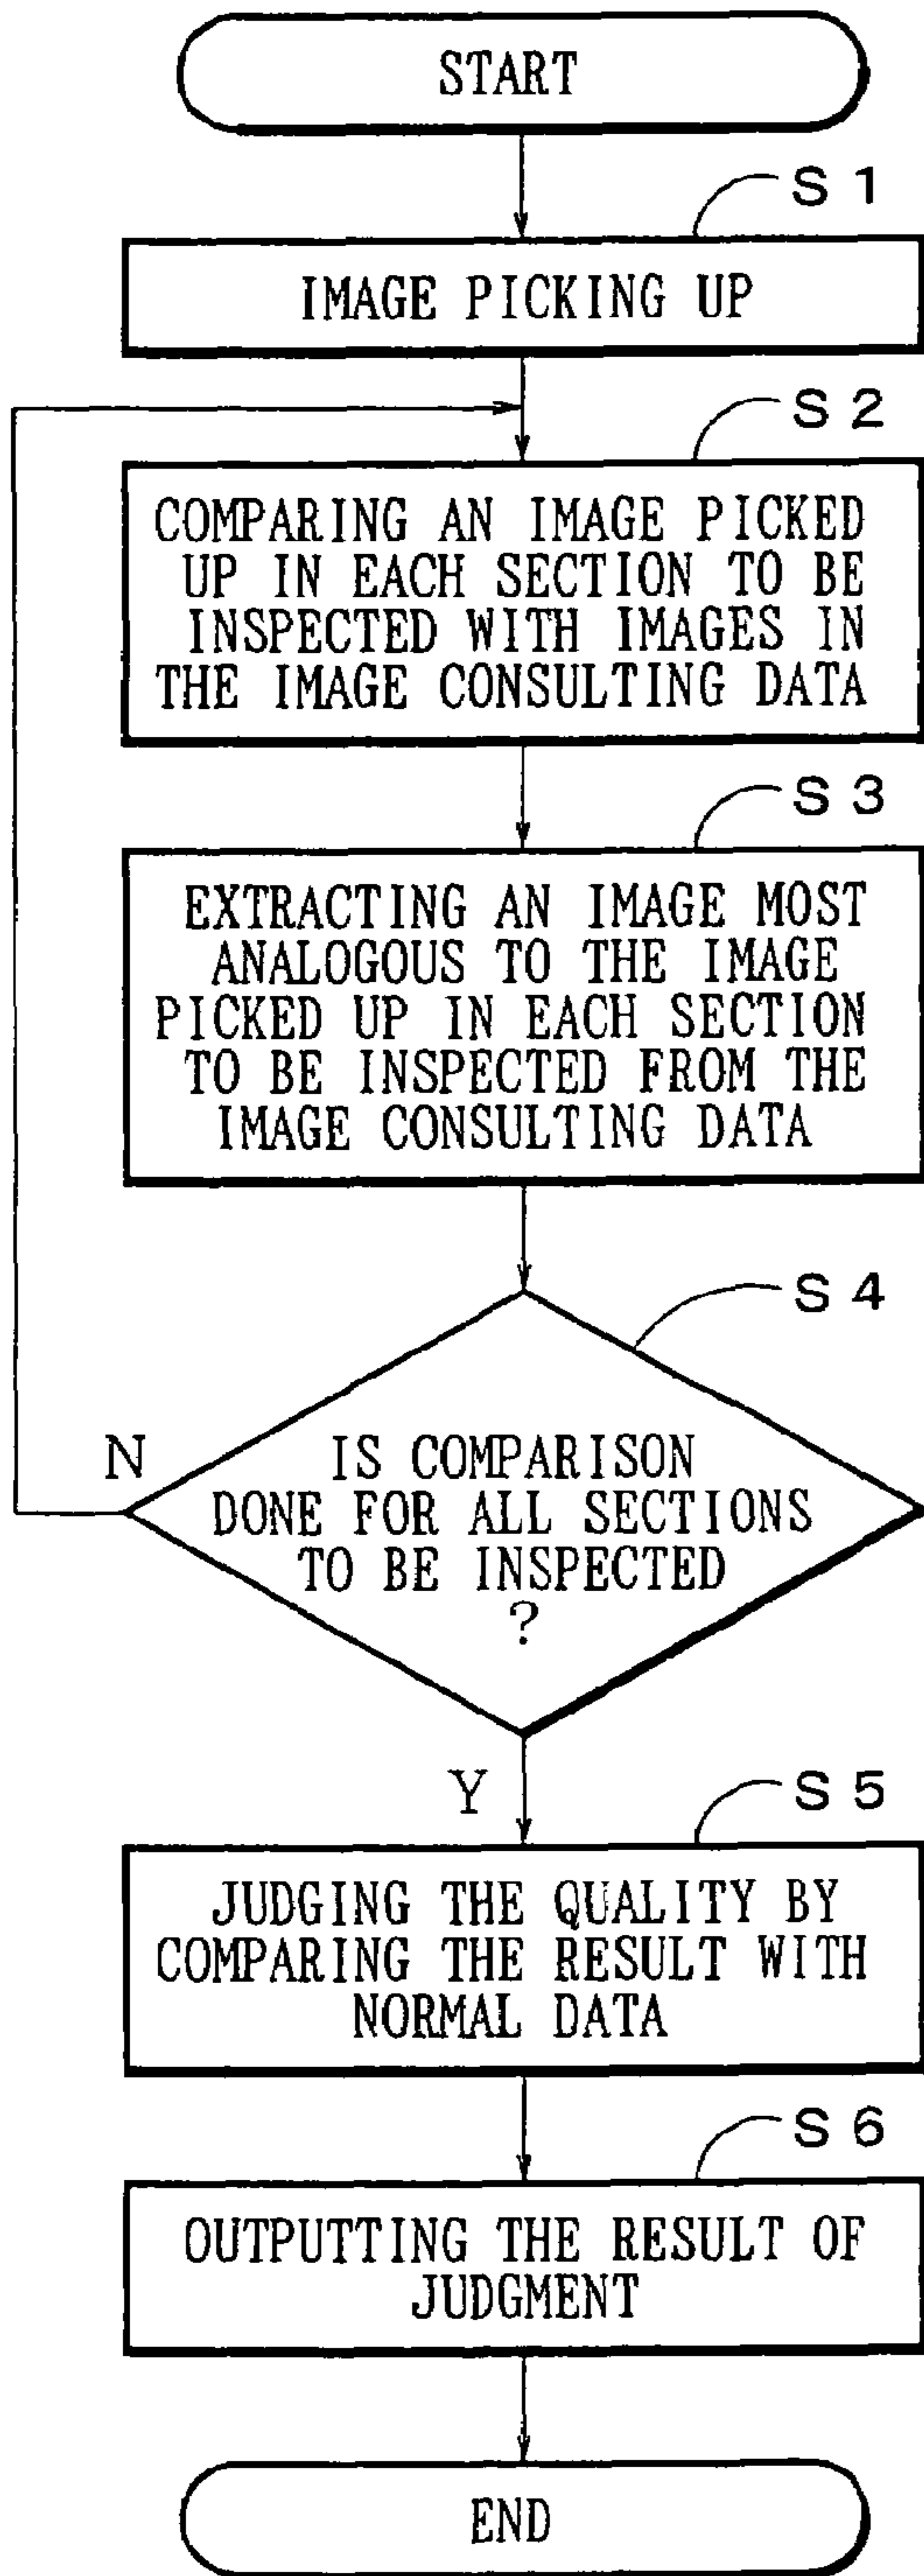 START
S 1
IMAGE PICKING UP
S 2
COMPARING AN IMAGE PICKED
UP IN EACH SECTION TO BE
INSPECTED WITH IMAGES IN
THE IMAGE CONSULTING DATA
S 3
EXTRACTING AN IMAGE MOST
ANALOGOUS TO THE IMAGE
PICKED UP IN EACH SECTION
TO BE INSPECTED FROM THE
IMAGE CONSULTING DATA
S 4
N
IS COMPARISON
DONE FOR ALL SECTIONS
TO BE INSPECTED
?
Y
S 5
JUDGING THE QUALITY BY
COMPARING THE RESULT WITH
NORMAL DATA
S 6
OUTPUTTING THE RESULT OF
JUDGMENT
END